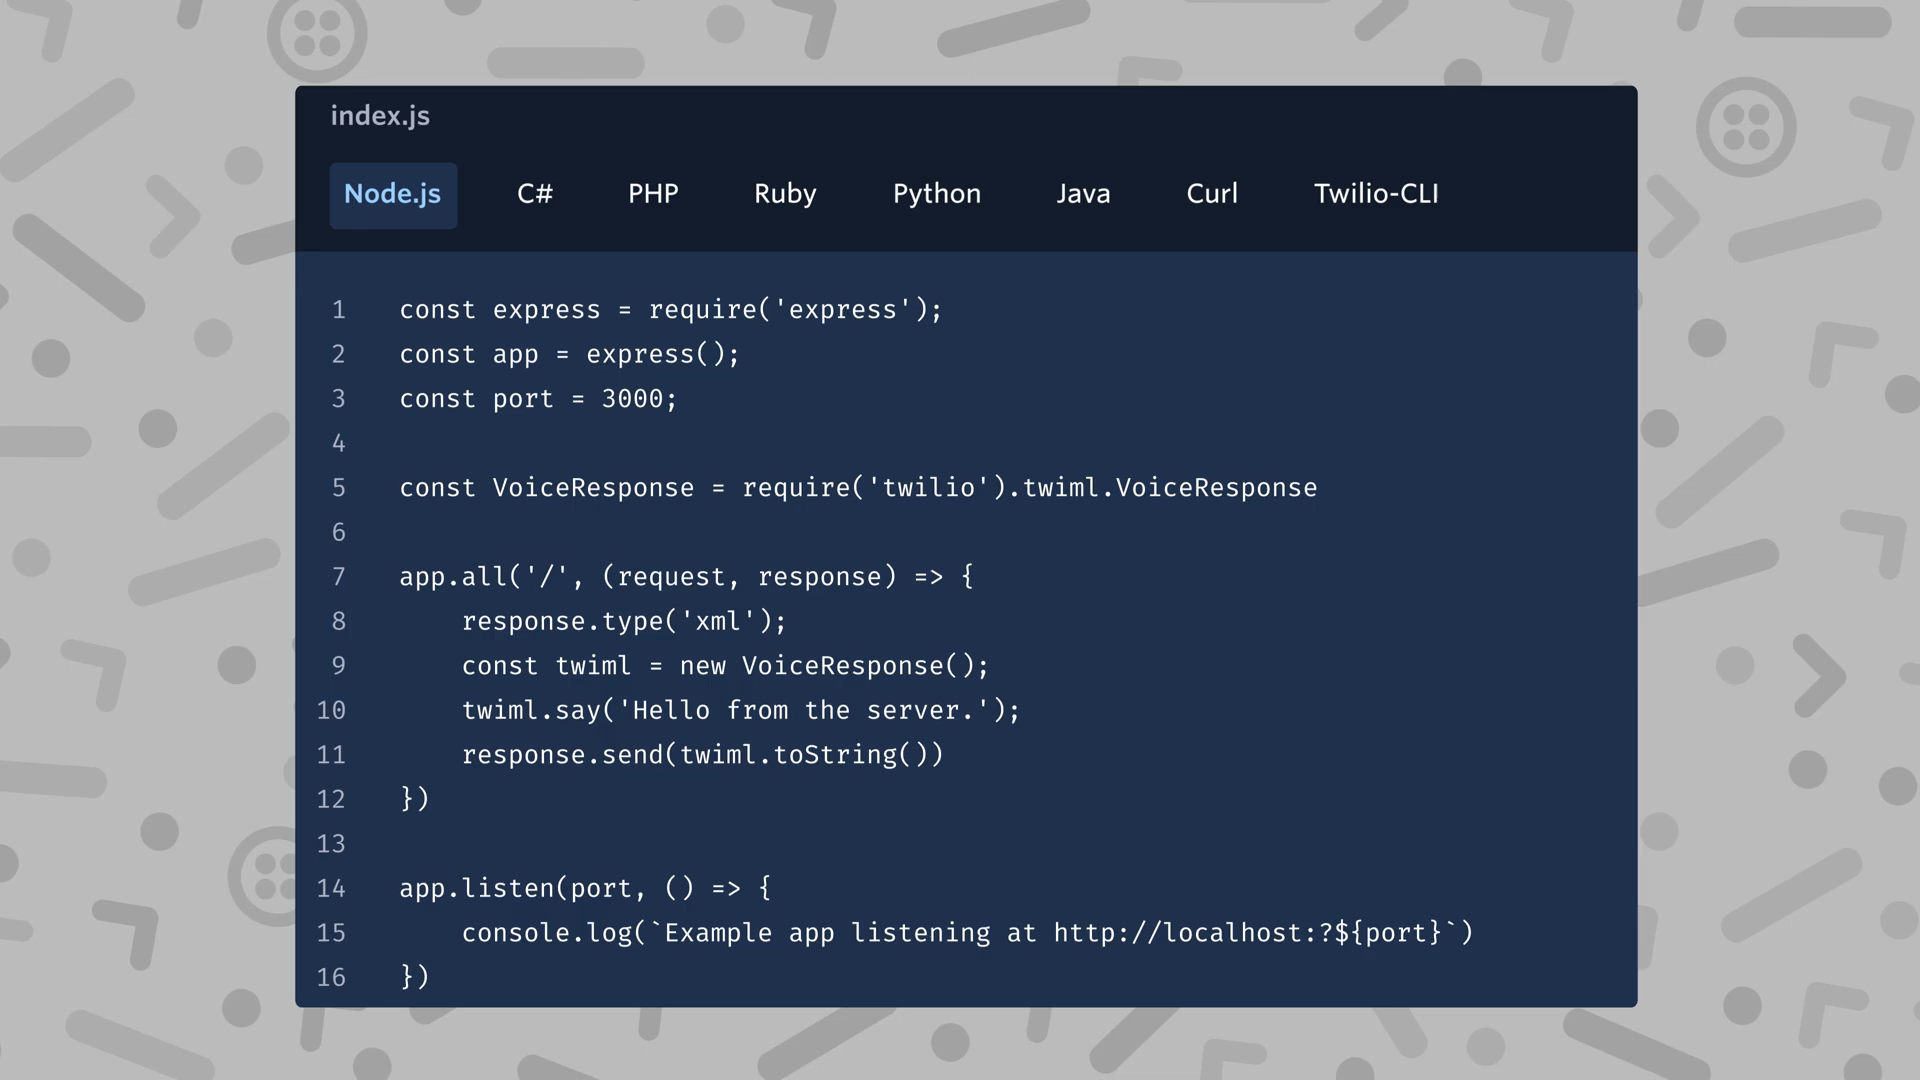 index.js
Node.js C# PHP Ruby Python Java Curl Twilio-CLI
1 const express = require('express');
2 const app = express();
3 const port = 3000;
4
5 const VoiceResponse = require('twilio').twiml.VoiceResponse
6
7 app.all('/', (request, response) => {
8 response.type('xml');
9 const twiml = new VoiceResponse();
10 twiml.say('Hello from the server.');
11 response.send(twiml.toString())
12 })
13
14 app.listen(port, () => {
15 console.log(`Example app listening at http://localhost:?${port}`)
16 })